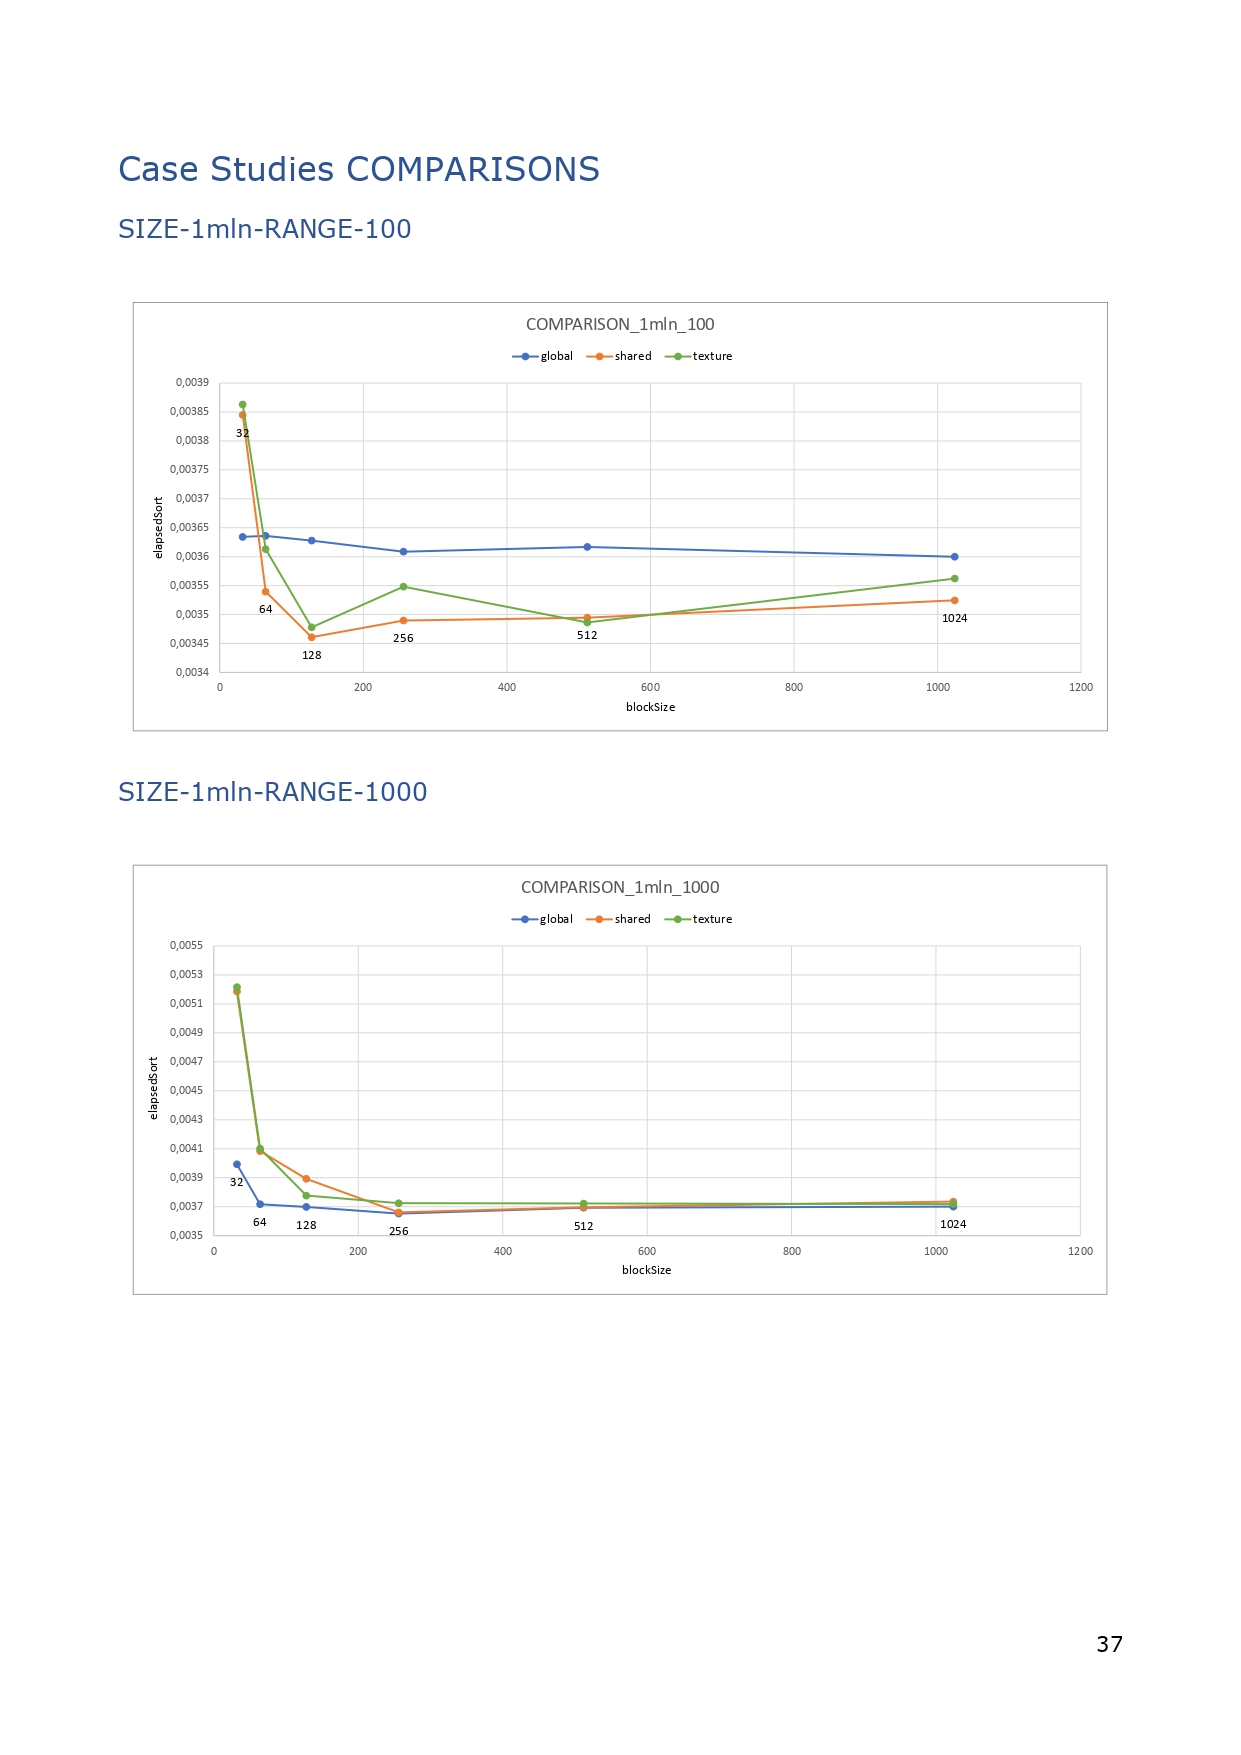 Case Studies COMPARISONS
SIZE-1mln-RANGE-100
COMPARISON_1mln_100
global shared texture
0,0039
0,00385
0,0038
0,00375
0,0037
0,00365
0,0036
0,00355
0,0035
0,00345
0,0034
elapsedSort
32
64
128
256
512
1024
0 200 400 600 800 1000 1200
blockSize
SIZE-1mln-RANGE-1000
COMPARISON_1mln_1000
global shared texture
0,0055
0,0053
0,0051
0,0049
0,0047
0,0045
0,0043
0,0041
0,0039
0,0037
0,0035
elapsedSort
32
64
128
256
512
1024
0 200 400 600 800 1000 1200
blockSize
37